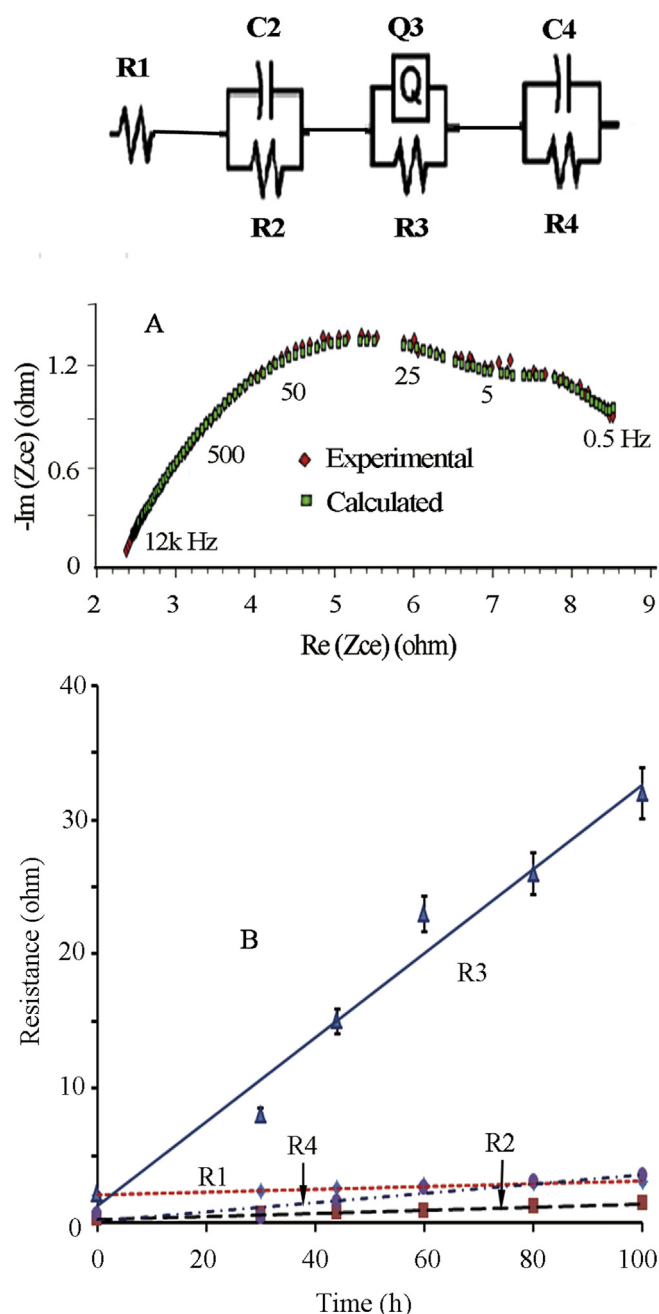 C2 Q3 C4
R1
Q
R2 R3 R4
A
1.2
50 25 5
-Im (Zce) (ohm)
500
0.6
0.5 Hz
Experimental
Calculated
12k Hz
0
2 3 4 5 6 7 8 9
Re (Zce) (ohm)
40
30
B
Resistance (ohm)
20
R3
10
R4 R2
R1
0
0 20 40 60 80 100
Time (h)